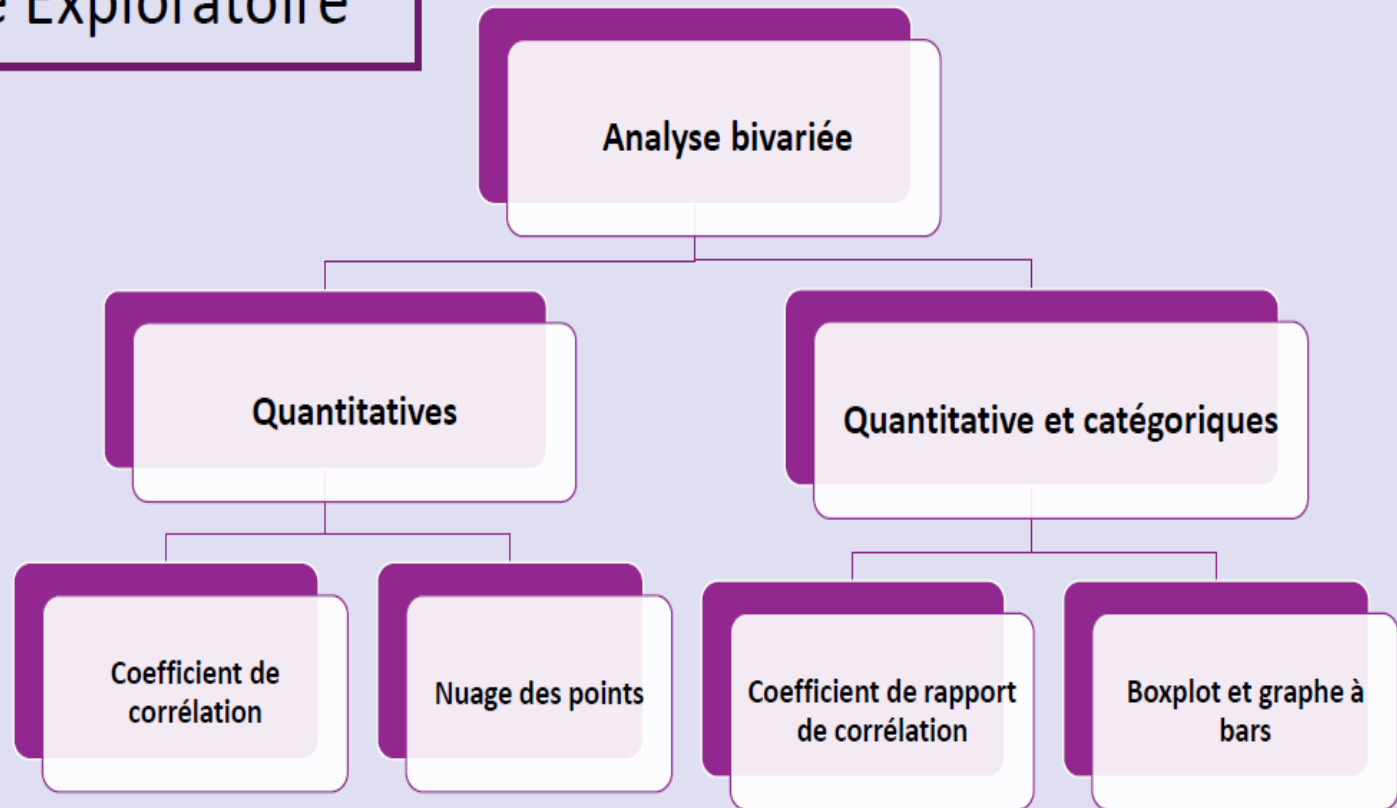 e Exploratoire
Analyse bivariée
Quantitatives
Quantitative et catégoriques
Coefficient de
corrélation
Nuage des points
Coefficient de rapport
de corrélation
Boxplot et graphe à
bars